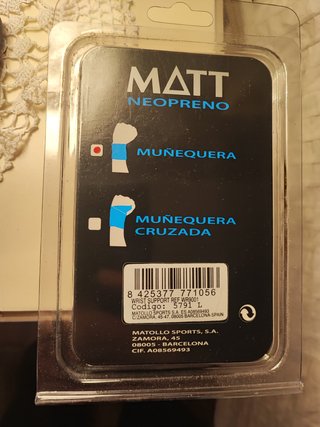 MATT
NEOPRENO
MUÑEQUERA
MUÑEQUERA
CRUZADA
8 425377 771056
WRIST SUPPORT REF WR9001
Codigo: 5791 L
MATOLLO SPORTS S.A. ES A08569493
C/ZAMORA, 45-47, 08005 BARCELONA SPAIN
MATOLLO SPORTS, S.A.
ZAMORA, 45
08005 - BARCELONA
CIF. A08569493